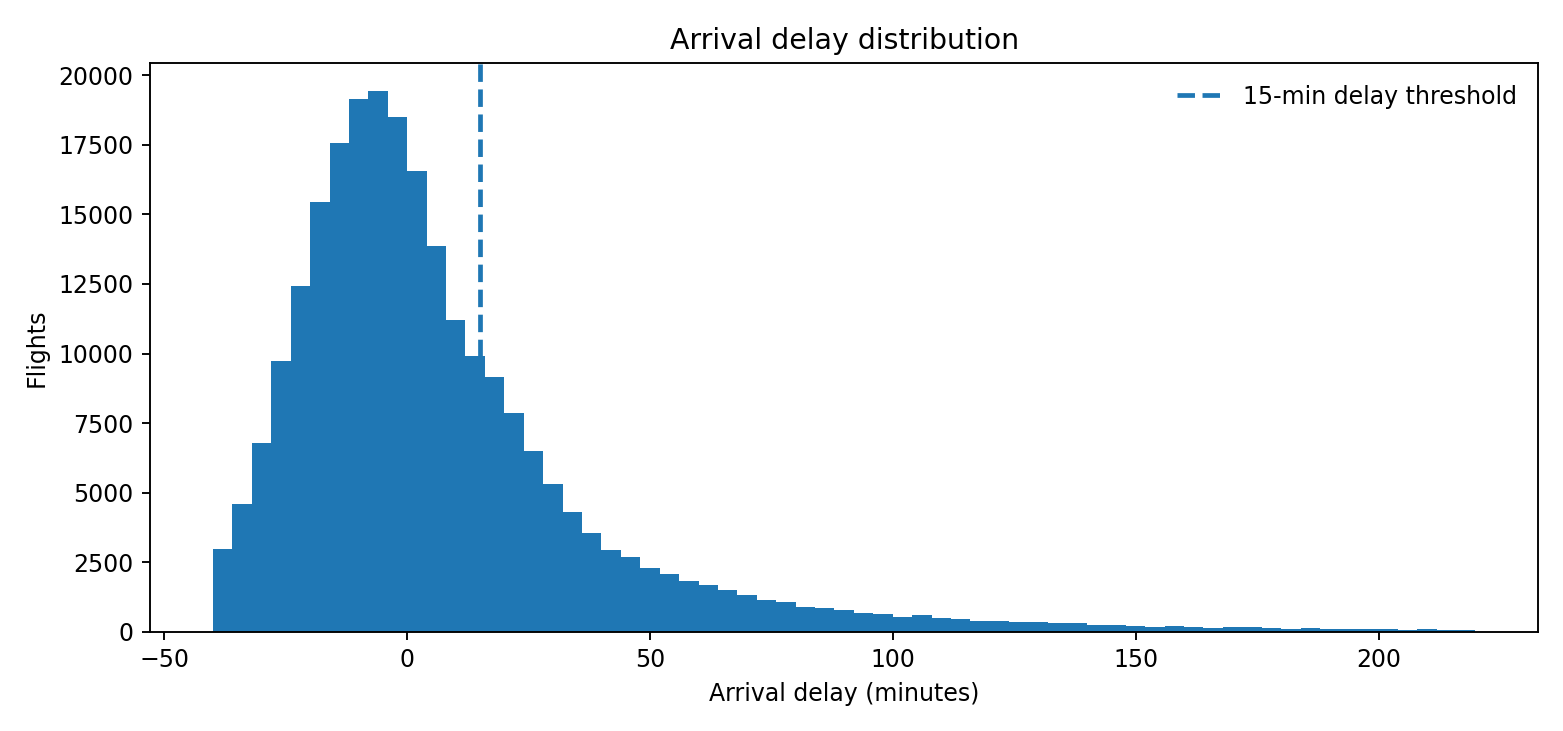 Arrival delay distribution
15-min delay threshold
Flights
20000
17500
15000
12500
10000
7500
5000
2500
0
−50 0 50 100 150 200
Arrival delay (minutes)